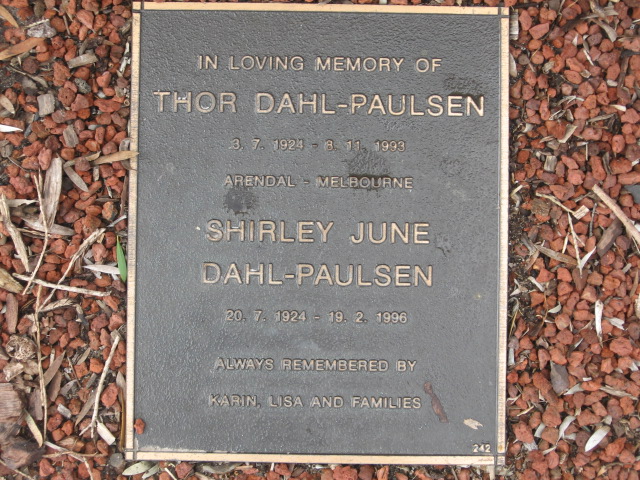 IN LOVING MEMORY OF
THOR DAHL-PAULSEN
3. 7. 1924 - 8. 11. 1993
ARENDAL - MELBOURNE
SHIRLEY JUNE
DAHL-PAULSEN
20. 7. 1924 - 19. 2. 1996
ALWAYS REMEMBERED BY
KARIN, LISA AND FAMILIES
242